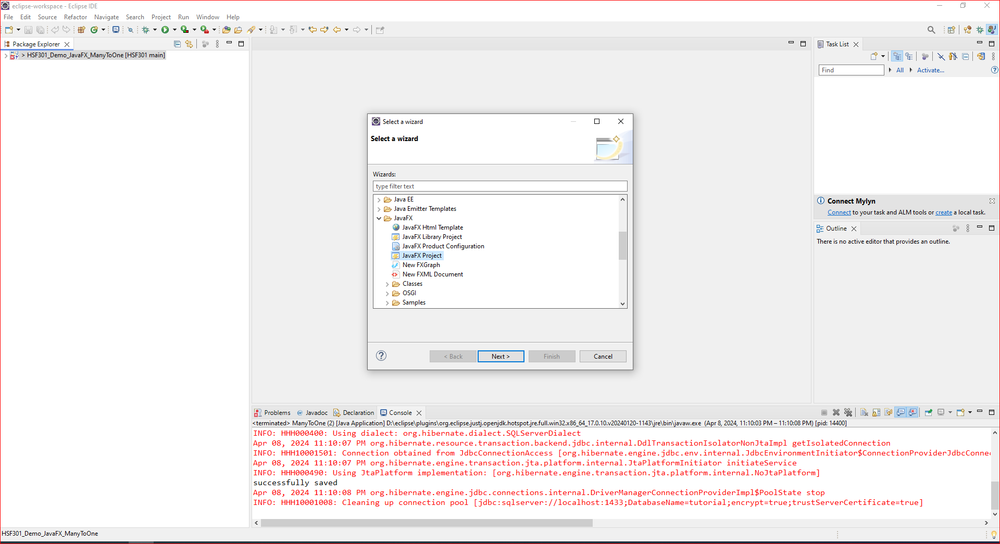 eclipse-workspace - Eclipse IDE
File Edit Source Refactor Navigate Search Project Run Window Help
Package Explorer
> HSF301_Demo_JavaFX_ManyToOne [HSF301 main]
Select a wizard
Select a wizard
Wizards:
type filter text
Java EE
Java Emitter Templates
JavaFX
JavaFX Html Template
JavaFX Library Project
JavaFX Product Configuration
JavaFX Project
New FXGraph
New FXML Document
Classes
OSGI
Samples
< Back Next > Finish Cancel
Task List
Find All Activate...
Connect Mylyn
Connect to your task and ALM tools or create a local task.
Outline
There is no active editor that provides an outline.
Problems Javadoc Declaration Console
<terminated> ManyToOne (2) [Java Application] D:\eclipse\plugins\org.eclipse.justj.openjdk.hotspot.jre.full.win32.x86_64_17.0.10.v20240120-1143\jre\bin\javaw.exe (Apr 8, 2024, 11:10:03 PM – 11:10:08 PM) [pid: 14400]
INFO: HHH000400: Using dialect: org.hibernate.dialect.SQLServerDialect
Apr 08, 2024 11:10:07 PM org.hibernate.resource.transaction.backend.jdbc.internal.DdlTransactionIsolatorNonJtaImpl getIsolatedConnection
INFO: HHH10001501: Connection obtained from JdbcConnectionAccess [org.hibernate.engine.jdbc.env.internal.JdbcEnvironmentInitiator$ConnectionProviderJdbcConnec
Apr 08, 2024 11:10:07 PM org.hibernate.engine.transaction.jta.platform.internal.JtaPlatformInitiator initiateService
INFO: HHH000490: Using JtaPlatform implementation: [org.hibernate.engine.transaction.jta.platform.internal.NoJtaPlatform]
successfully saved
Apr 08, 2024 11:10:08 PM org.hibernate.engine.jdbc.connections.internal.DriverManagerConnectionProviderImpl$PoolState stop
INFO: HHH10001008: Cleaning up connection pool [jdbc:sqlserver://localhost:1433;DatabaseName=tutorial;encrypt=true;trustServerCertificate=true]
HSF301_Demo_JavaFX_ManyToOne